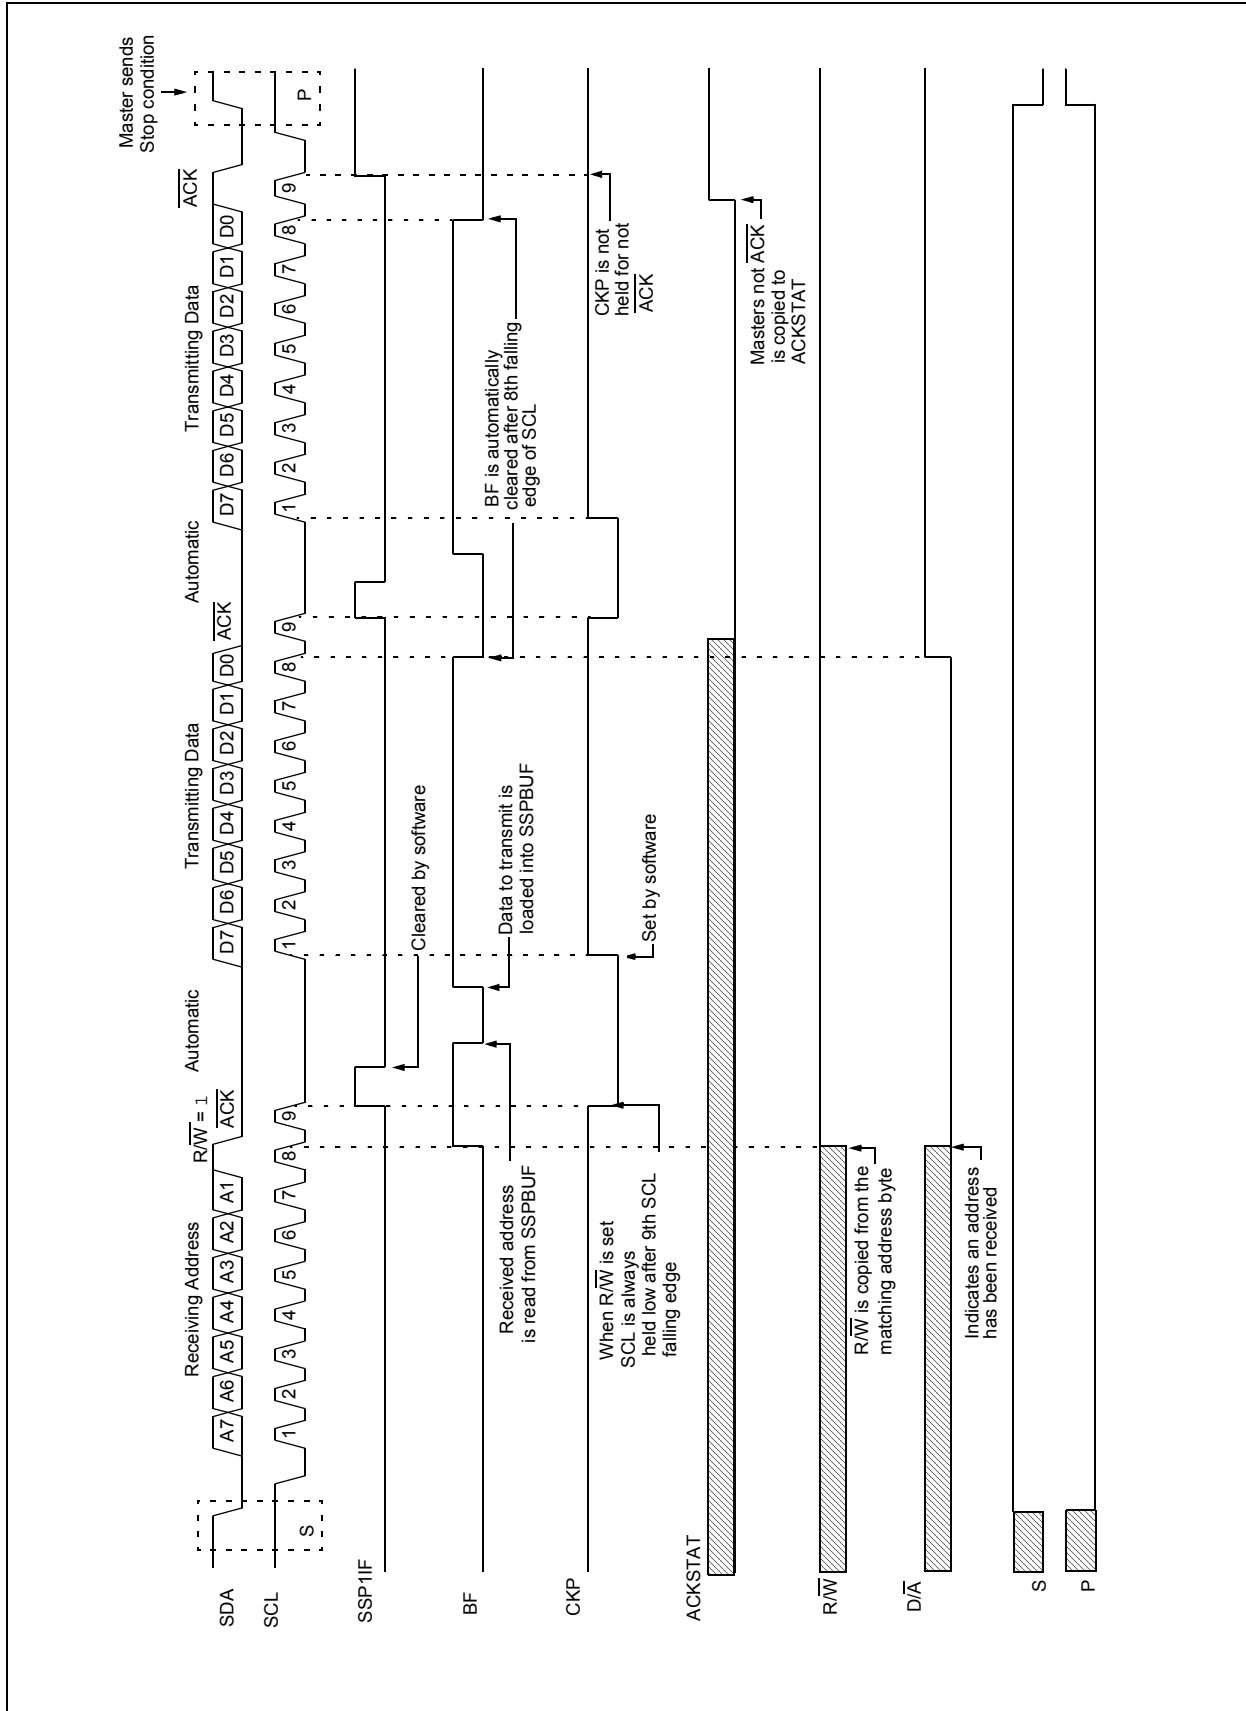 Master sends
Stop condition
Receiving Address
R/W̅ = 1
A̅C̅K̅
Automatic
Transmitting Data
A̅C̅K̅
Automatic
Transmitting Data
A̅C̅K̅
SDA
A7 A6 A5 A4 A3 A2 A1
D7 D6 D5 D4 D3 D2 D1 D0
D7 D6 D5 D4 D3 D2 D1 D0
SCL
S
1 2 3 4 5 6 7 8 9
1 2 3 4 5 6 7 8 9
1 2 3 4 5 6 7 8 9
P
SSP1IF
Cleared by software
BF
Received address
is read from SSPBUF
Data to transmit is
loaded into SSPBUF
BF is automatically
cleared after 8th falling
edge of SCL
CKP
When R/W̅ is set
SCL is always
held low after 9th SCL
falling edge
Set by software
CKP is not
held for not
A̅C̅K̅
ACKSTAT
Masters not A̅C̅K̅
is copied to
ACKSTAT
R/W̅
R/W̅ is copied from the
matching address byte
D/A̅
Indicates an address
has been received
S
P